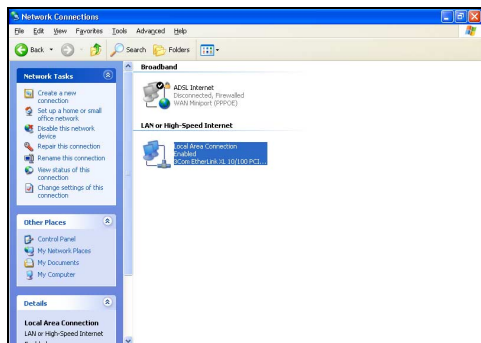 Network Connections
File Edit View Favorites Tools Advanced Help
Back Search Folders
Network Tasks
Create a new
connection
Set up a home or small
office network
Disable this network
device
Repair this connection
Rename this connection
View status of this
connection
Change settings of this
connection
Other Places
Control Panel
My Network Places
My Documents
My Computer
Details
Local Area Connection
LAN or High-Speed Internet
Enabled
Broadband
ADSL Internet
Disconnected, Firewalled
WAN Miniport (PPPOE)
LAN or High-Speed Internet
Local Area Connection
Enabled
3Com EtherLink XL 10/100 PCI...